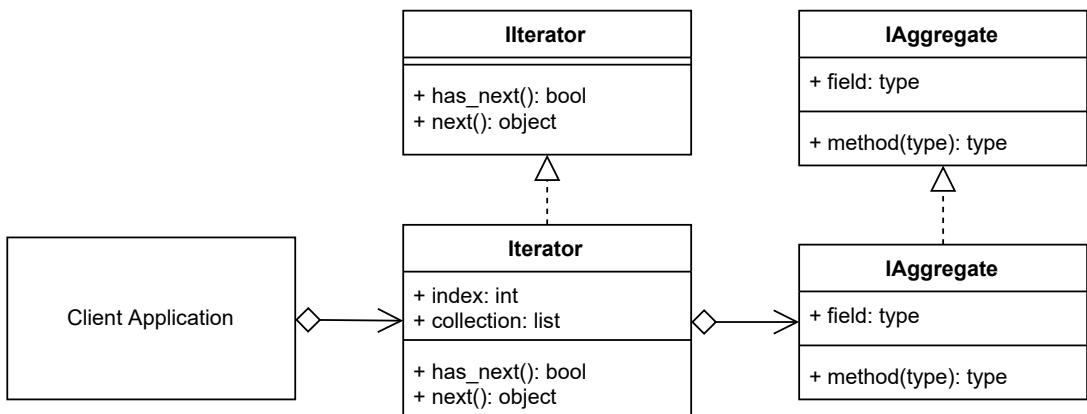 IIterator
+ has_next(): bool
+ next(): object
IAggregate
+ field: type
+ method(type): type
Client Application
Iterator
+ index: int
+ collection: list
+ has_next(): bool
+ next(): object
IAggregate
+ field: type
+ method(type): type